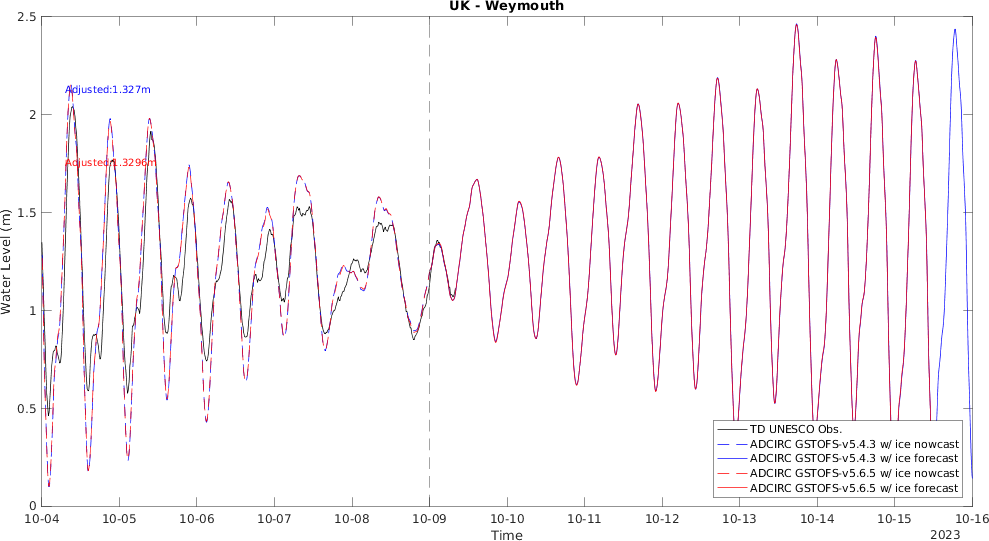 UK - Weymouth
2.5
2
1.5
1
0.5
0
Water Level (m)
Adjusted:1.327m
Adjusted:1.3296m
TD UNESCO Obs.
ADCIRC GSTOFS-v5.4.3 w/ ice nowcast
ADCIRC GSTOFS-v5.4.3 w/ ice forecast
ADCIRC GSTOFS-v5.6.5 w/ ice nowcast
ADCIRC GSTOFS-v5.6.5 w/ ice forecast
10-04 10-05 10-06 10-07 10-08 10-09 10-10 10-11 10-12 10-13 10-14 10-15 10-16
Time
2023